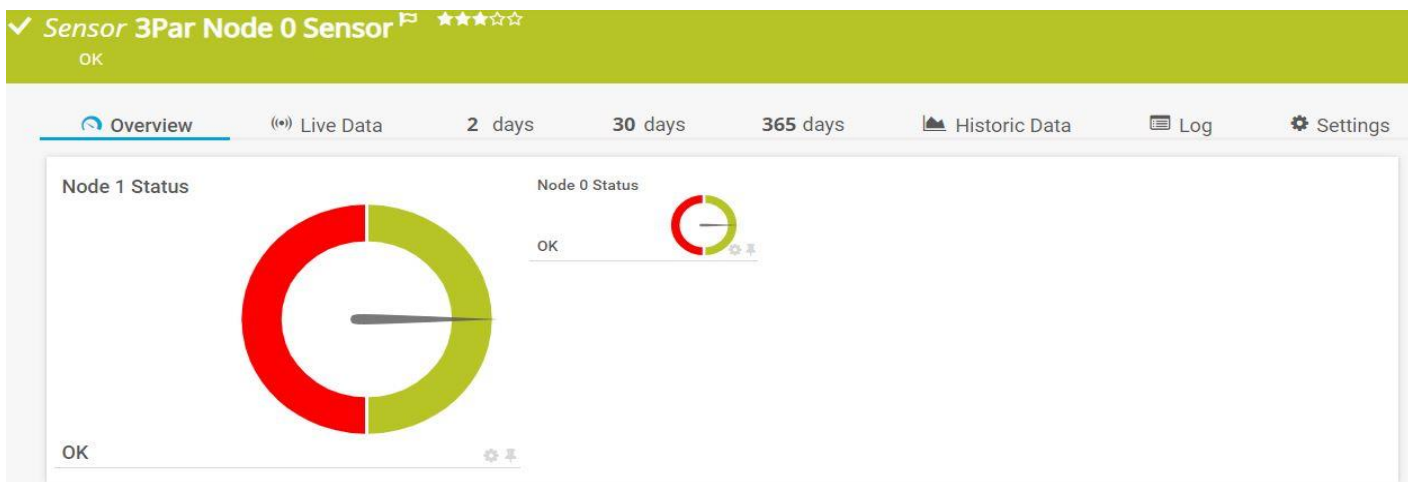 Sensor 3Par Node 0 Sensor
OK
Overview Live Data 2 days 30 days 365 days Historic Data Log Settings
Node 1 Status
OK
Node 0 Status
OK